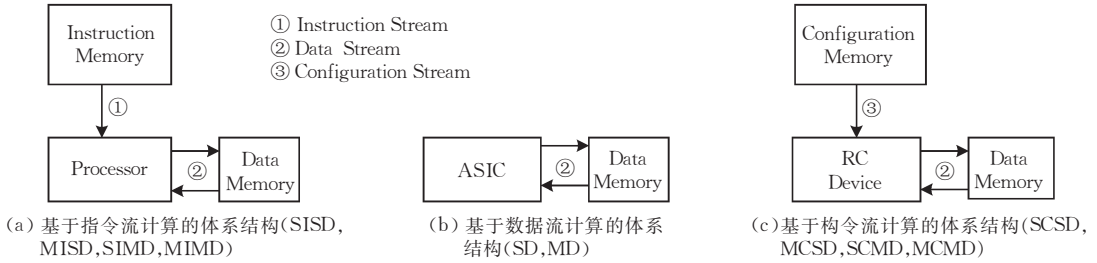 Instruction
Memory
① Instruction Stream
② Data Stream
③ Configuration Stream
Configuration
Memory
①
③
Processor
②
Data
Memory
ASIC
②
Data
Memory
RC
Device
②
Data
Memory
(a) 基于指令流计算的体系结构(SISD,
MISD,SIMD,MIMD)
(b) 基于数据流计算的体系
结构(SD,MD)
(c)基于构令流计算的体系结构(SCSD,
MCSD,SCMD,MCMD)